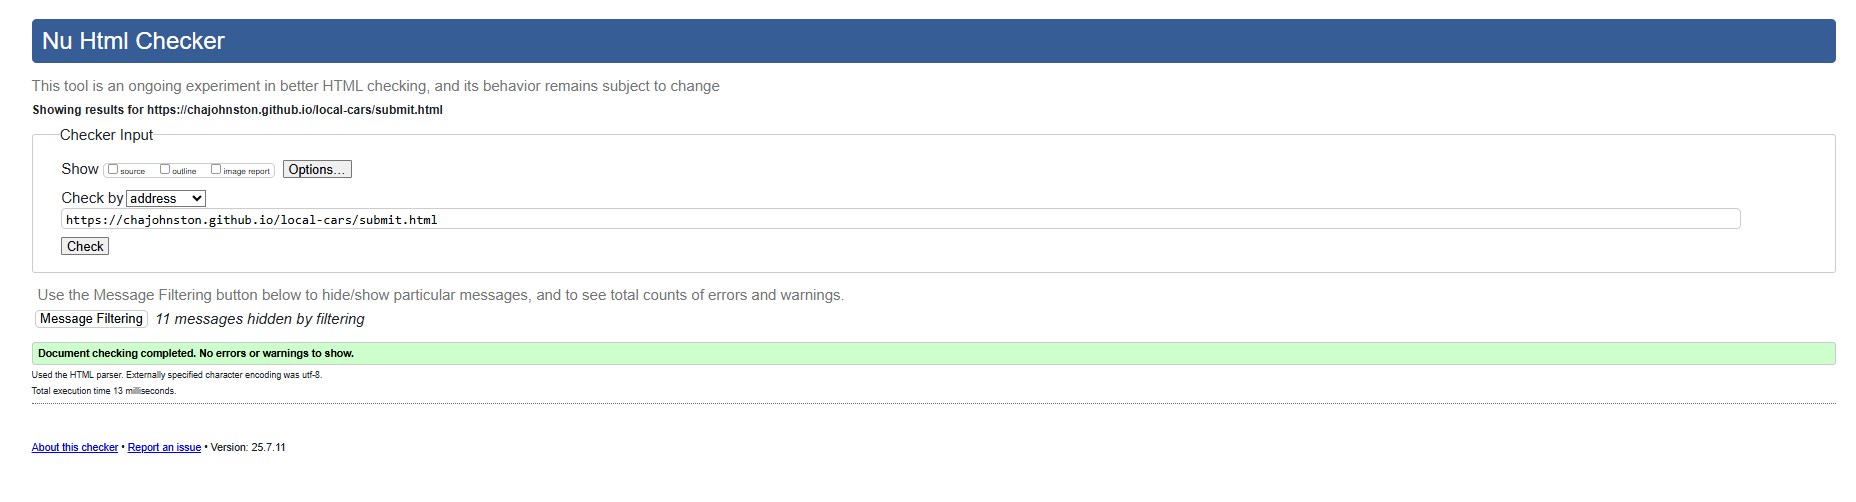 Nu Html Checker
This tool is an ongoing experiment in better HTML checking, and its behavior remains subject to change
Showing results for https://chajohnston.github.io/local-cars/submit.html
Checker Input
Show source outline image report Options...
Check by address
https://chajohnston.github.io/local-cars/submit.html
Check
Use the Message Filtering button below to hide/show particular messages, and to see total counts of errors and warnings.
Message Filtering 11 messages hidden by filtering
Document checking completed. No errors or warnings to show.
Used the HTML parser. Externally specified character encoding was utf-8.
Total execution time 13 milliseconds.
About this checker • Report an issue • Version: 25.7.11